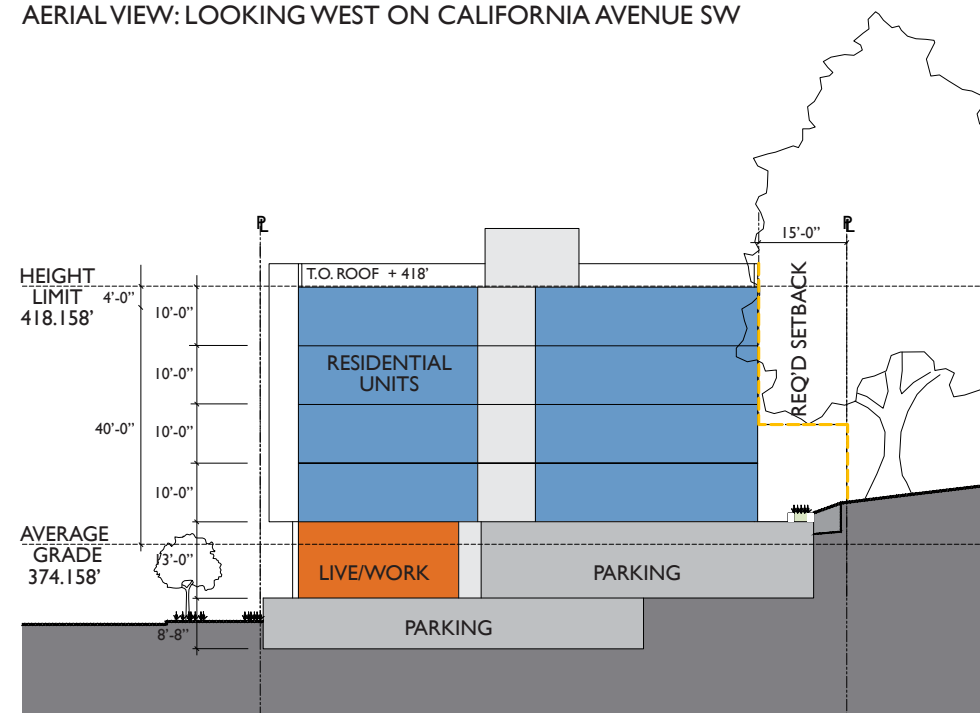 AERIAL VIEW: LOOKING WEST ON CALIFORNIA AVENUE SW
PL
PL
15'-0"
HEIGHT
LIMIT
418.158'
4'-0"
T.O. ROOF + 418'
10'-0"
REQ'D SETBACK
RESIDENTIAL
UNITS
10'-0"
40'-0"
10'-0"
10'-0"
AVERAGE
GRADE
374.158'
13'-0"
LIVE/WORK
PARKING
PARKING
8'-8"